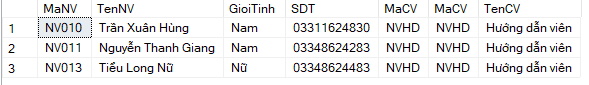 MaNV TenNV GioiTinh SDT MaCV MaCV TenCV
1 NV010 Trần Xuân Hùng Nam 03311624830 NVHD NVHD Hướng dẫn viên
2 NV011 Nguyễn Thanh Giang Nam 03348624283 NVHD NVHD Hướng dẫn viên
3 NV013 Tiểu Long Nữ Nữ 03348624483 NVHD NVHD Hướng dẫn viên